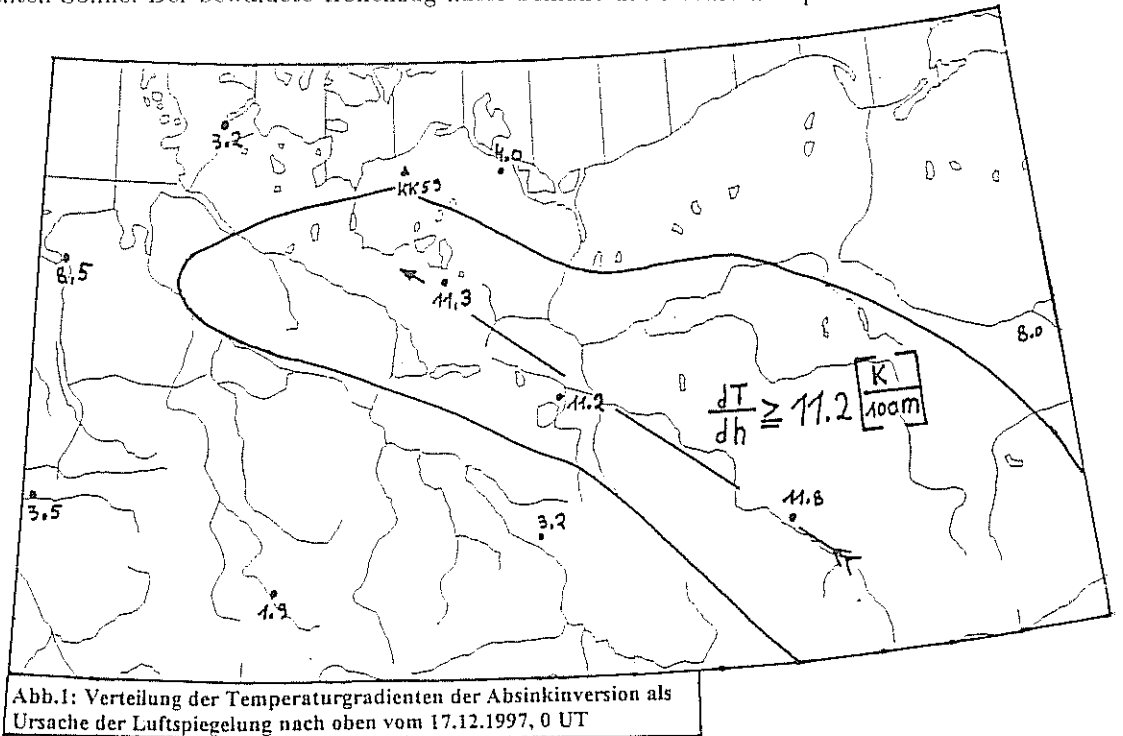 3.2
4.0
KK53
8,5
11,3
8.0
11.2
dT/dh ≧ 11.2 [K/100m]
11.8
3.5
3.2
T
1.9
Abb.1: Verteilung der Temperaturgradienten der Absinkinversion als
Ursache der Luftspiegelung nach oben vom 17.12.1997, 0 UT